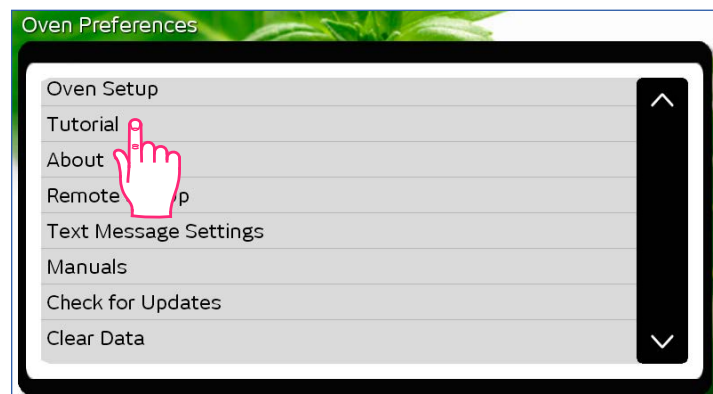 Oven Preferences
Oven Setup
Tutorial
About
Remote
Text Message Settings
Manuals
Check for Updates
Clear Data